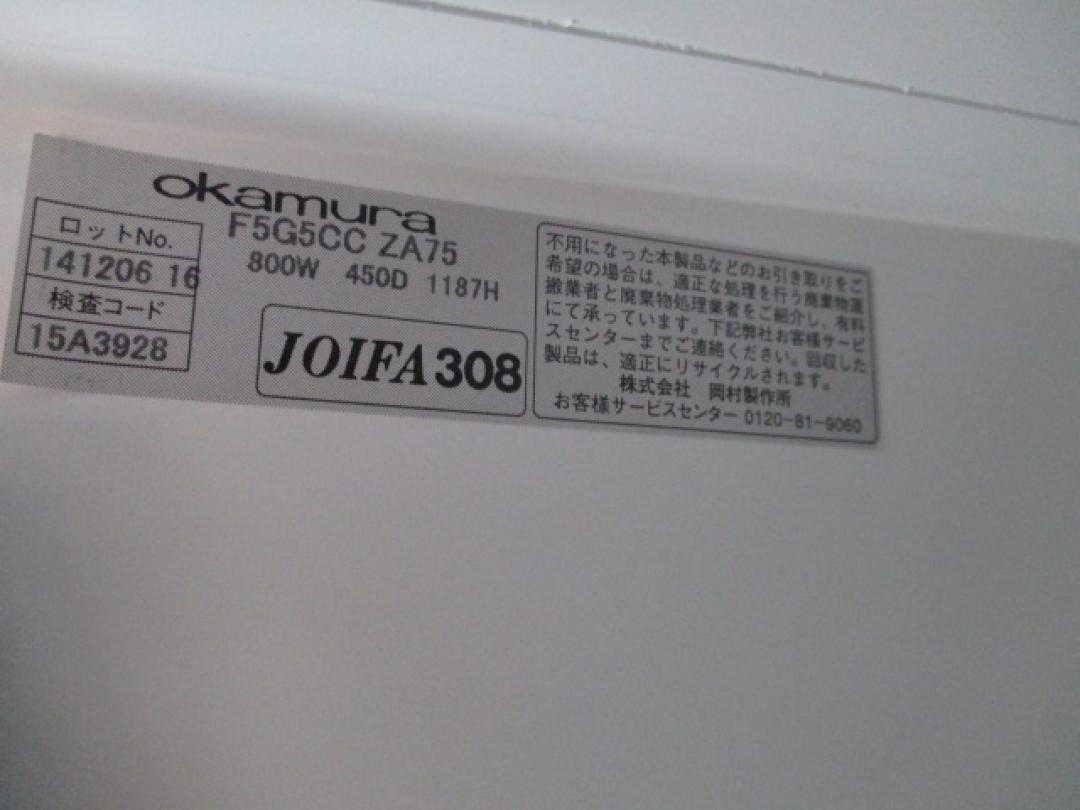 okamura
F5G5CC ZA75
800W 450D 1187H
ロットNo.
141206 16
検査コード
15A3928
JOIFA308
不用になった本製品などのお引き取りをご
希望の場合は、適正な処理を行う廃棄物運
搬業者と廃棄物処理業者をご紹介し、有料
にて承っています。下記弊社お客様サービ
スセンターまでご連絡ください。回収した
製品は、適正にリサイクルされます。
株式会社 岡村製作所
お客様サービスセンター 0120-81-9060